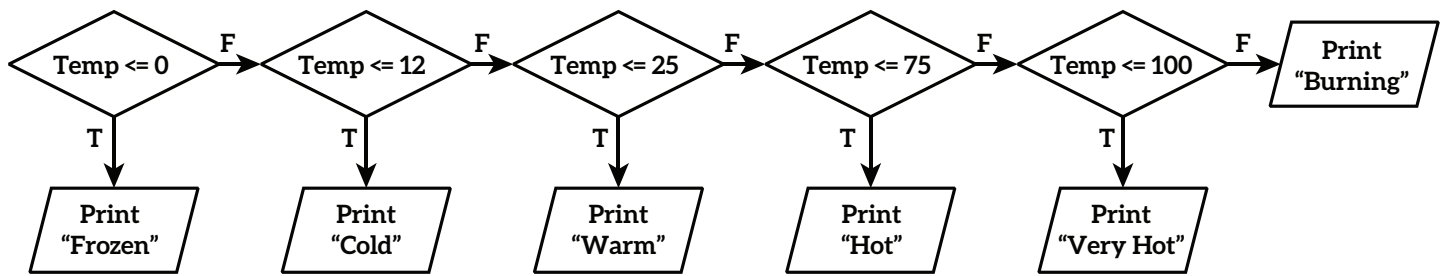 Temp <= 0
F
Temp <= 12
F
Temp <= 25
F
Temp <= 75
F
Temp <= 100
F
Print
“Burning”
T
T
T
T
T
Print
“Frozen”
Print
“Cold”
Print
“Warm”
Print
“Hot”
Print
“Very Hot”